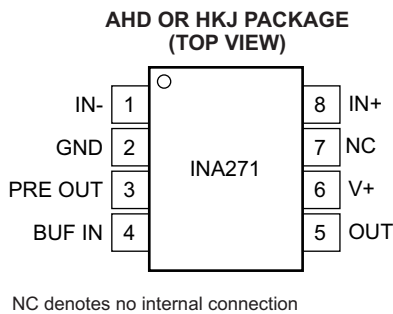 AHD OR HKJ PACKAGE
(TOP VIEW)
IN- 1 8 IN+
GND 2 7 NC
INA271
PRE OUT 3 6 V+
BUF IN 4 5 OUT
NC denotes no internal connection